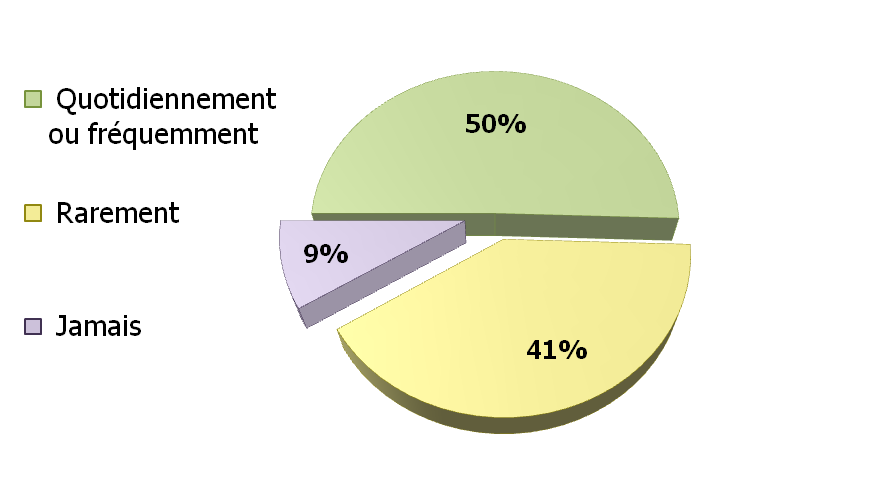 Quotidiennement
ou fréquemment
Rarement
Jamais
50%
9%
41%